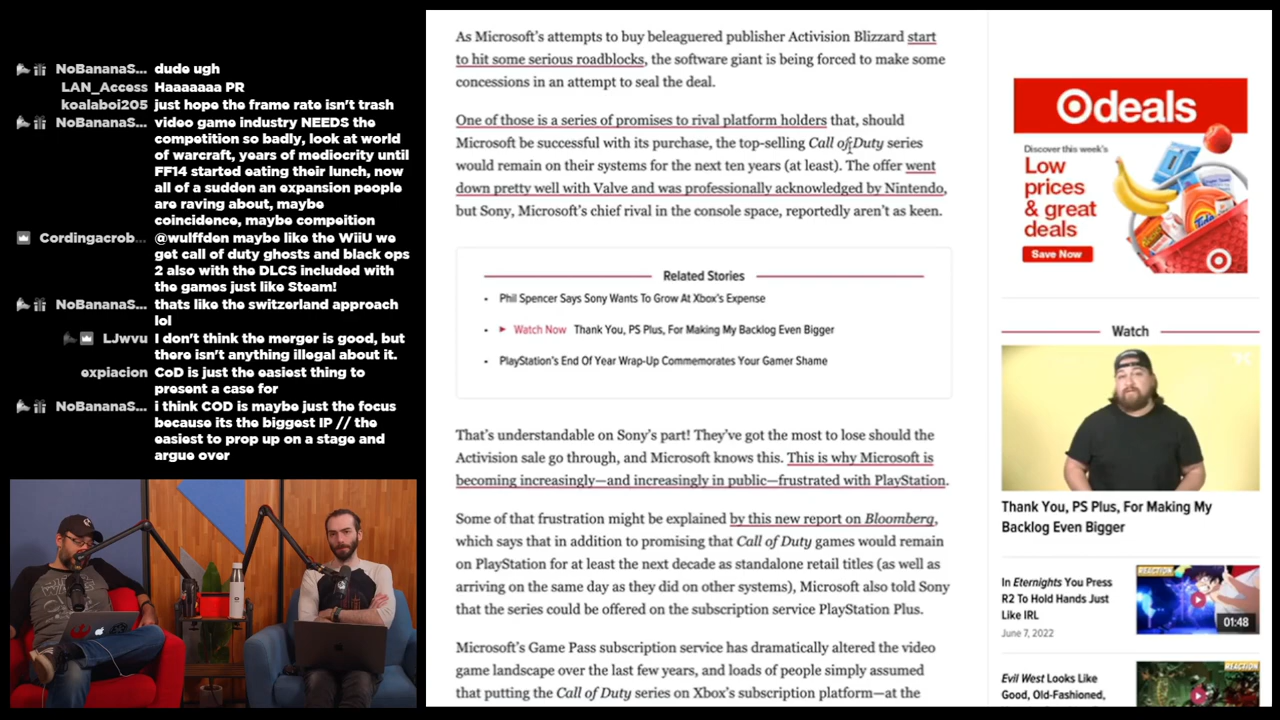 NoBananaS... dude ugh
LAN_Access Haaaaaaa PR
koalaboi205 just hope the frame rate isn't trash
NoBananaS... video game industry NEEDS the
competition so badly, look at world
of warcraft, years of mediocrity until
FF14 started eating their lunch, now
all of a sudden an expansion people
are raving about, maybe
coincidence, maybe compeition
Cordingacrob... @wulffden maybe like the WiiU we
get call of duty ghosts and black ops
2 also with the DLCS included with
the games just like Steam!
NoBananaS... thats like the switzerland approach
lol
LJwvu I don't think the merger is good, but
there isn't anything illegal about it.
expiacion CoD is just the easiest thing to
present a case for
NoBananaS... i think COD is maybe just the focus
because its the biggest IP // the
easiest to prop up on a stage and
argue over
As Microsoft's attempts to buy beleaguered publisher Activision Blizzard start
to hit some serious roadblocks, the software giant is being forced to make some
concessions in an attempt to seal the deal.
One of those is a series of promises to rival platform holders that, should
Microsoft be successful with its purchase, the top-selling Call of Duty series
would remain on their systems for the next ten years (at least). The offer went
down pretty well with Valve and was professionally acknowledged by Nintendo,
but Sony, Microsoft's chief rival in the console space, reportedly aren't as keen.
Related Stories
• Phil Spencer Says Sony Wants To Grow At Xbox's Expense
• Watch Now Thank You, PS Plus, For Making My Backlog Even Bigger
• PlayStation's End Of Year Wrap-Up Commemorates Your Gamer Shame
That's understandable on Sony's part! They've got the most to lose should the
Activision sale go through, and Microsoft knows this. This is why Microsoft is
becoming increasingly—and increasingly in public—frustrated with PlayStation.
Some of that frustration might be explained by this new report on Bloomberg,
which says that in addition to promising that Call of Duty games would remain
on PlayStation for at least the next decade as standalone retail titles (as well as
arriving on the same day as they did on other systems), Microsoft also told Sony
that the series could be offered on the subscription service PlayStation Plus.
Microsoft's Game Pass subscription service has dramatically altered the video
game landscape over the last few years, and loads of people simply assumed
that putting the Call of Duty series on Xbox's subscription platform—at the
deals
Discover this week's
Low
prices
& great
deals
Save Now
Tide
Watch
Thank You, PS Plus, For Making My
Backlog Even Bigger
In Eternights You Press
R2 To Hold Hands Just
Like IRL
June 7, 2022
REACTION
01:48
Evil West Looks Like
Good, Old-Fashioned,
REACTION